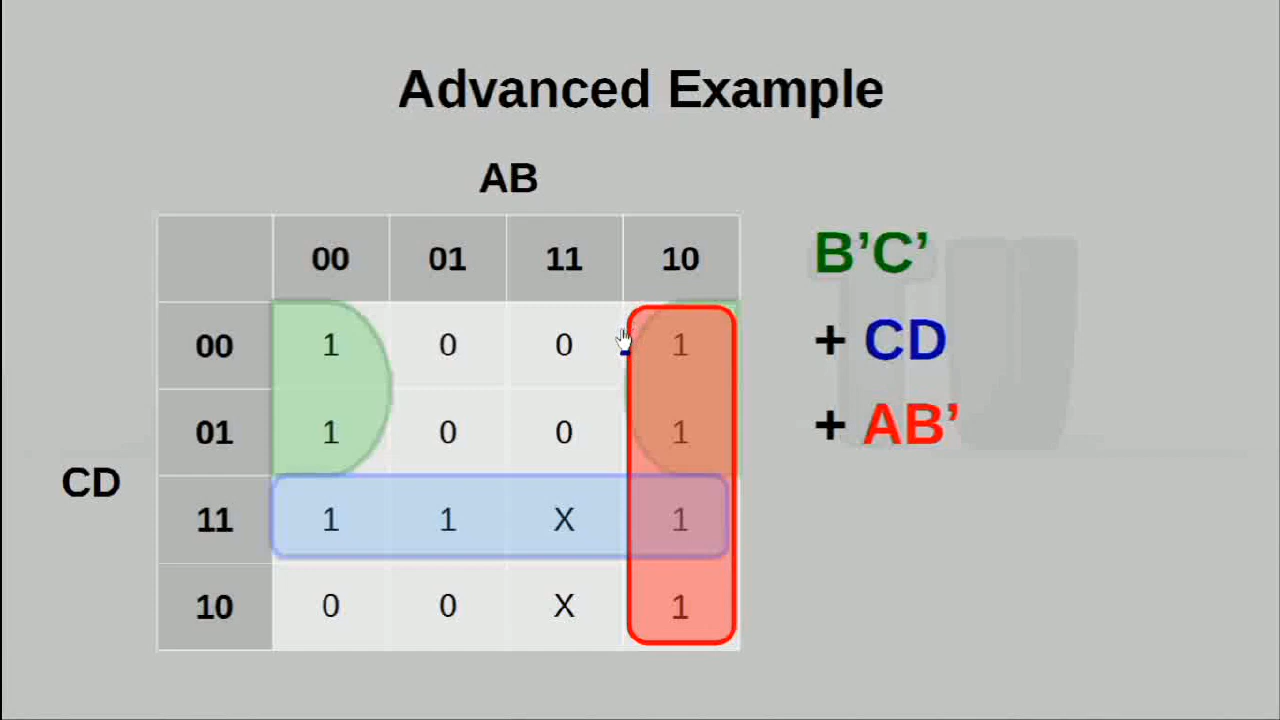 Advanced Example
AB
00 01 11 10
00 1 0 0 1
01 1 0 0 1
CD
11 1 1 X 1
10 0 0 X 1
B’C’
+ CD
+ AB’